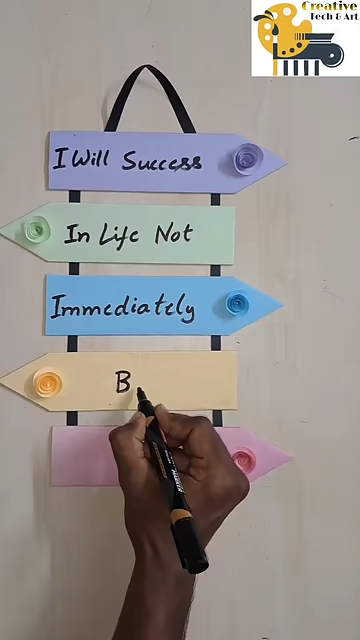 Creative
Tech & Art
I Will Success
In Life Not
Immediately
B